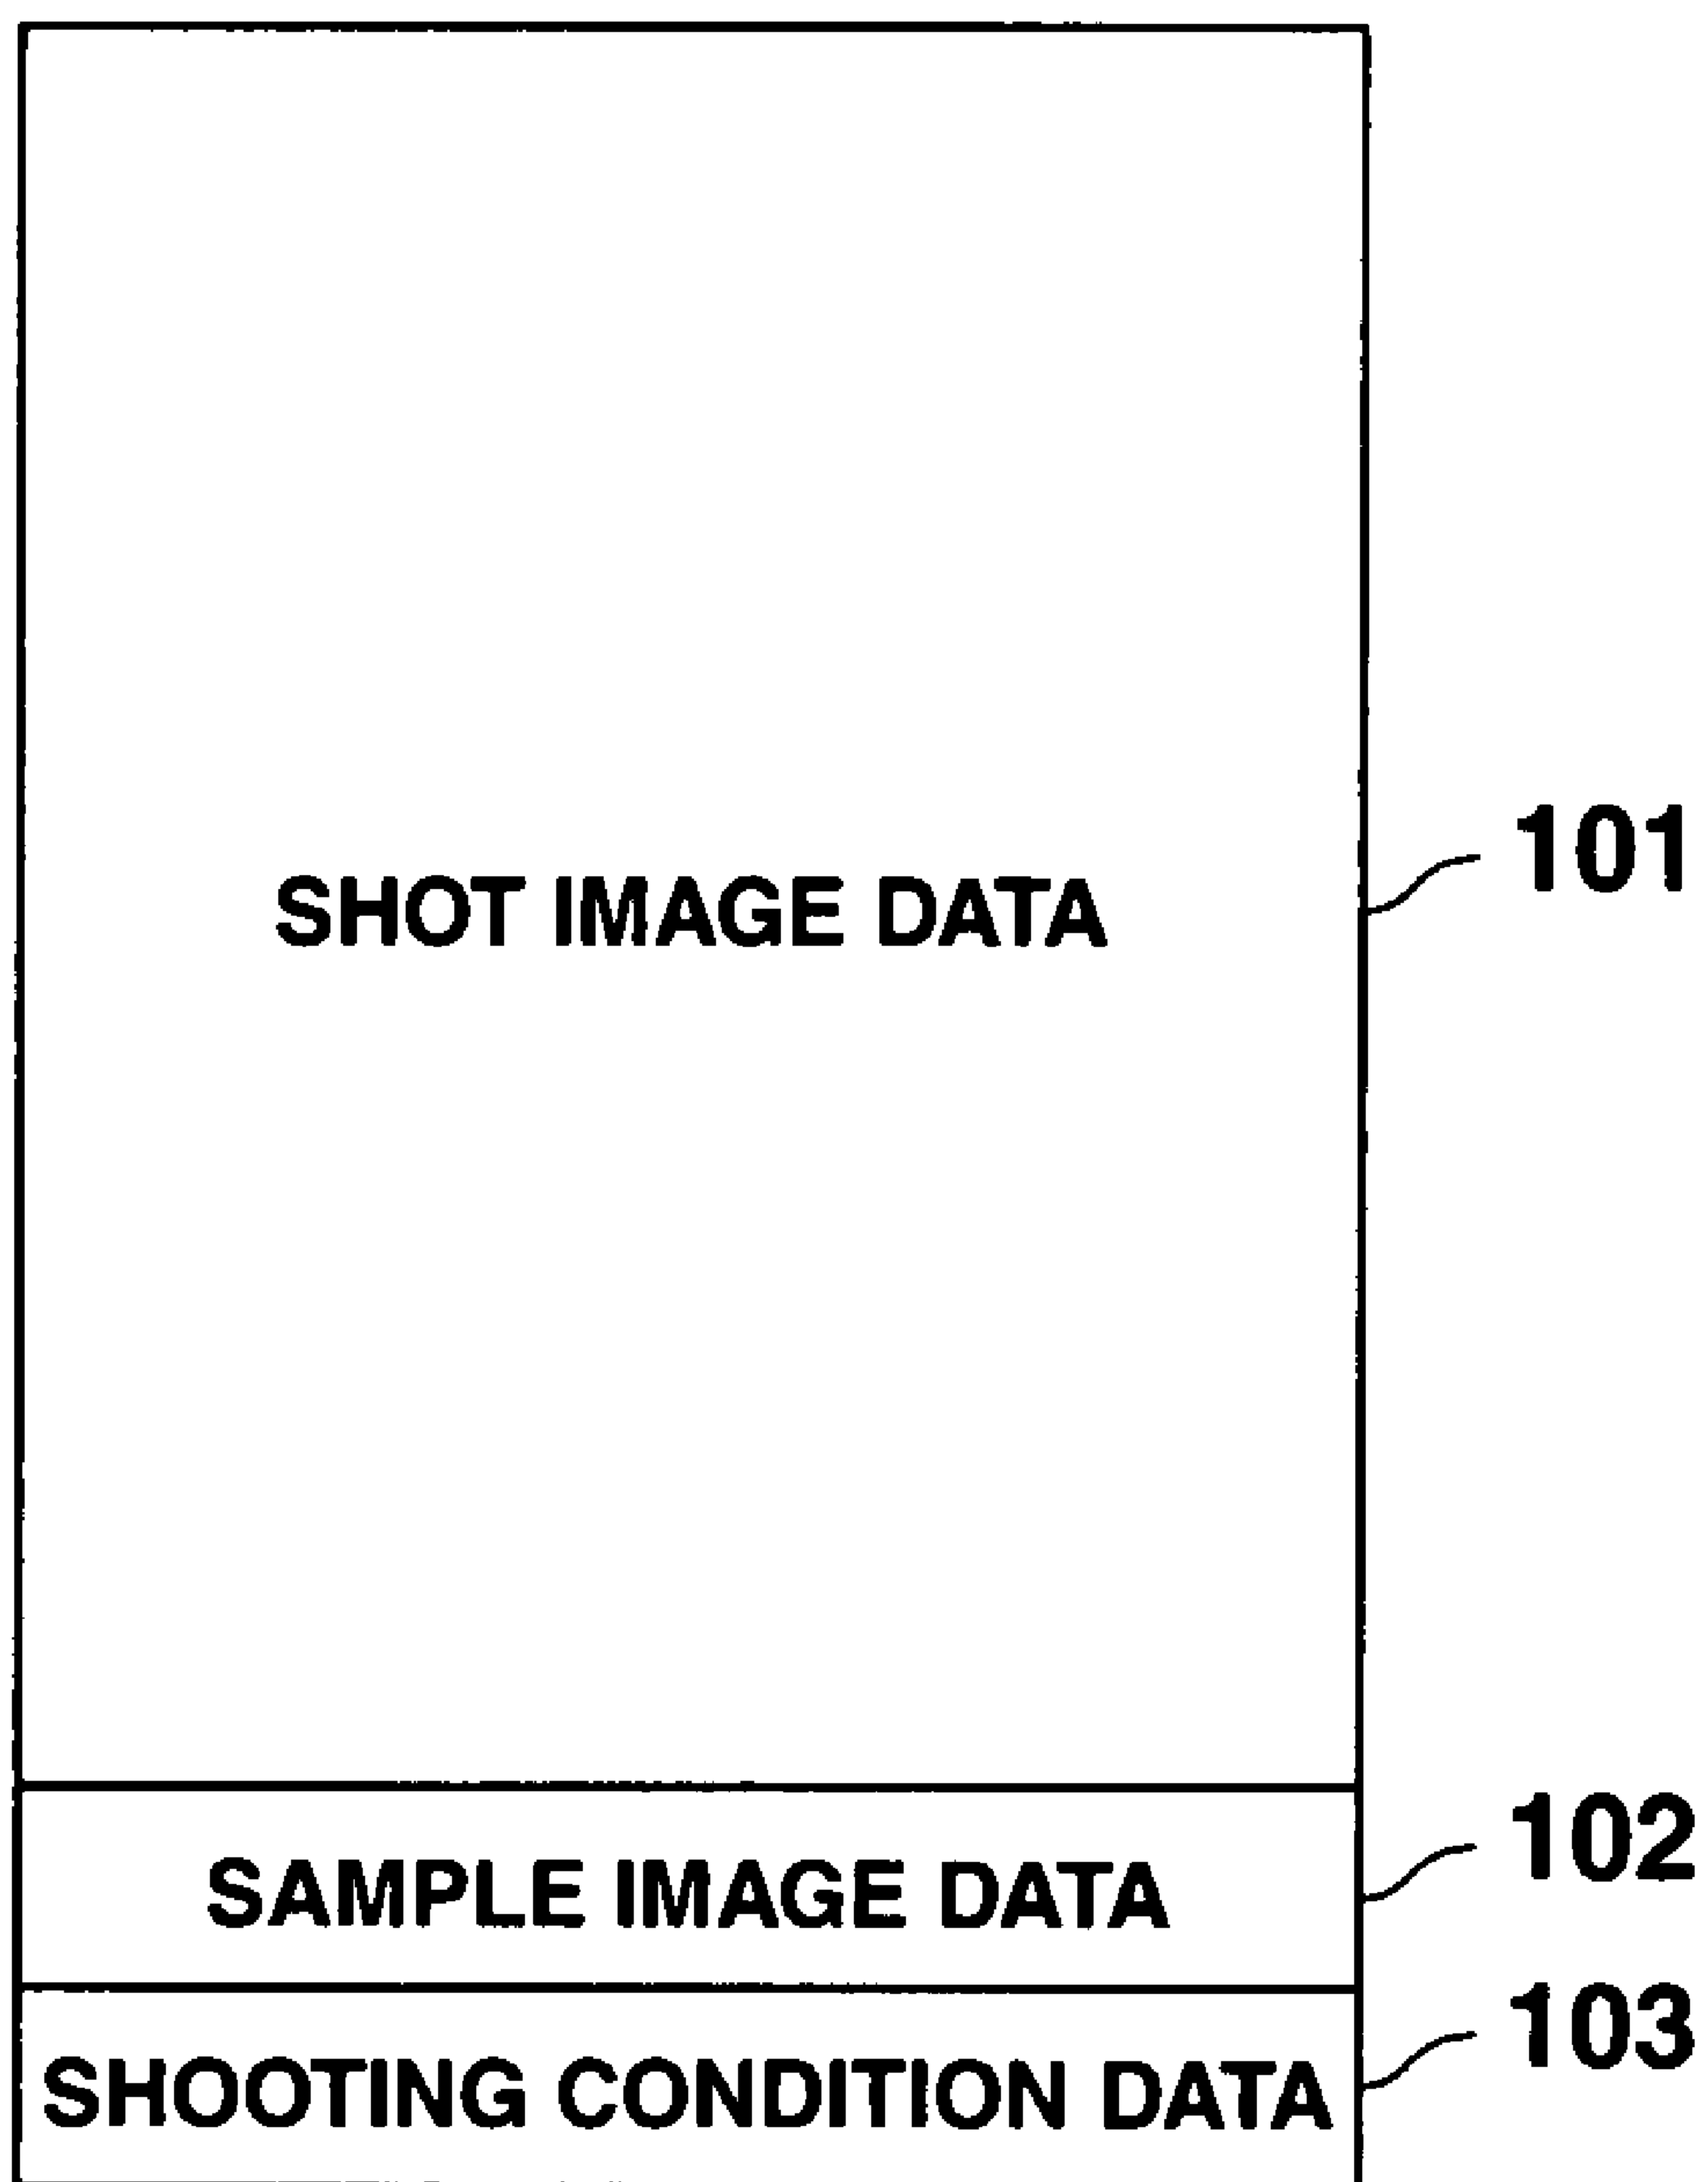 101
SHOT IMAGE DATA
102
SAMPLE IMAGE DATA
103
SHOOTING CONDITION DATA